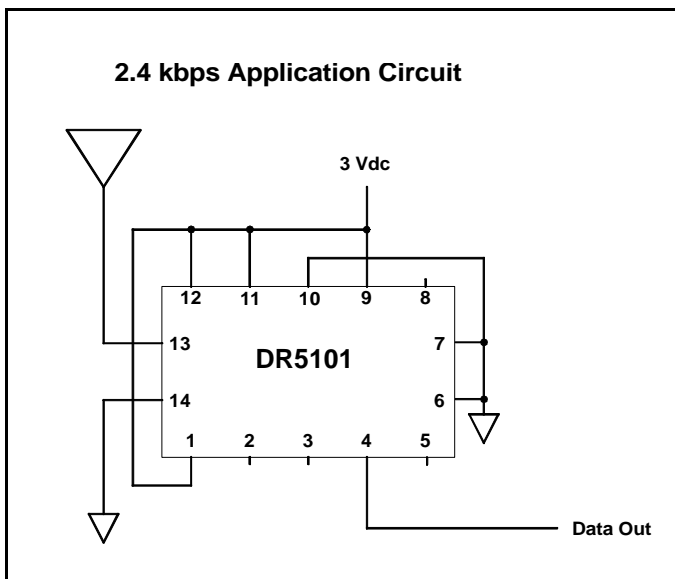 2.4 kbps Application Circuit
3 Vdc
12 11 10 9 8
13 DR5101 7
14 6
1 2 3 4 5
Data Out